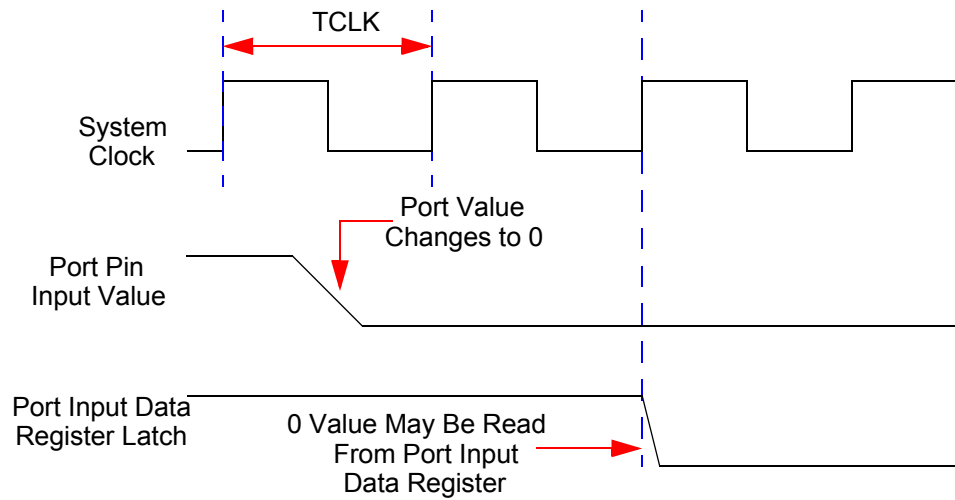 TCLK
System
Clock
Port Value
Changes to 0
Port Pin
Input Value
Port Input Data
Register Latch
0 Value May Be Read
From Port Input
Data Register